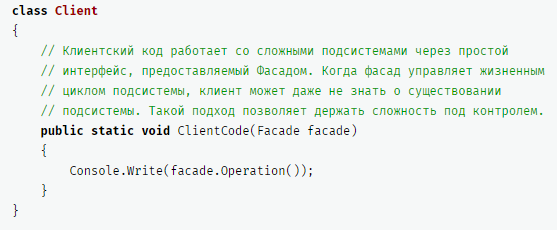 class Client
{
    // Клиентский код работает со сложными подсистемами через простой
    // интерфейс, предоставляемый Фасадом. Когда фасад управляет жизненным
    // циклом подсистемы, клиент может даже не знать о существовании
    // подсистемы. Такой подход позволяет держать сложность под контролем.
    public static void ClientCode(Facade facade)
    {
        Console.Write(facade.Operation());
    }
}